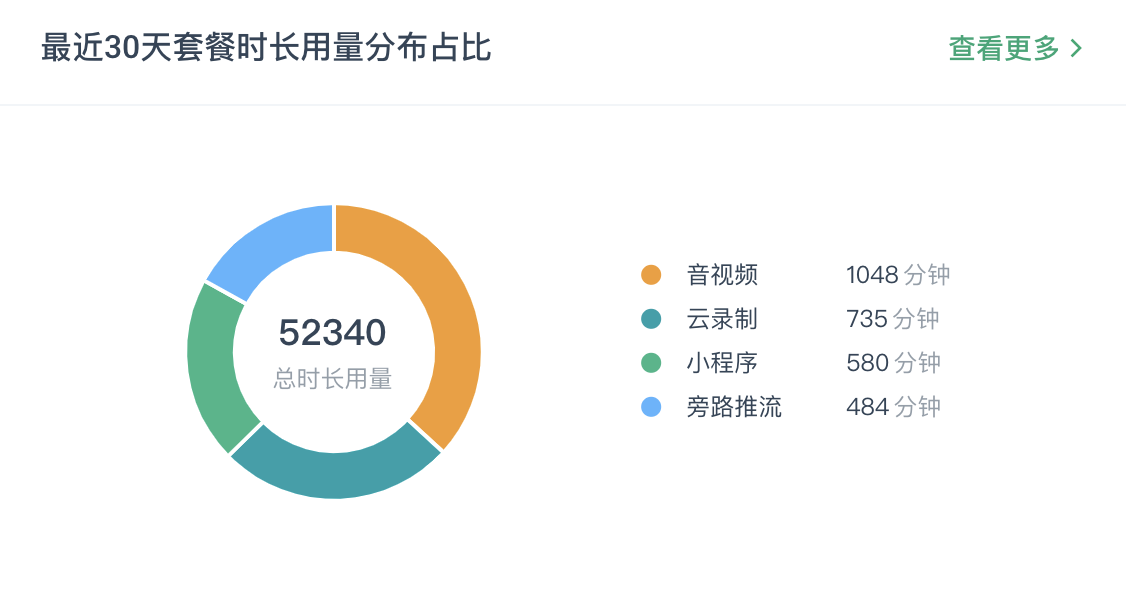 最近30天套餐时长用量分布占比
查看更多
52340
总时长用量
音视频 1048 分钟
云录制 735 分钟
小程序 580 分钟
旁路推流 484 分钟